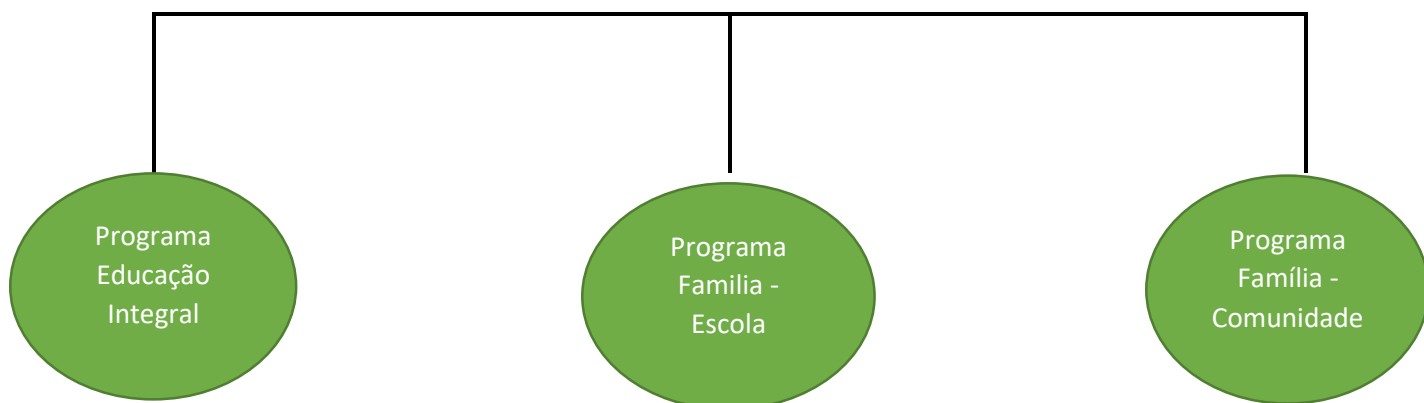 Programa
Educação
Integral
Programa
Familia -
Escola
Programa
Família -
Comunidade